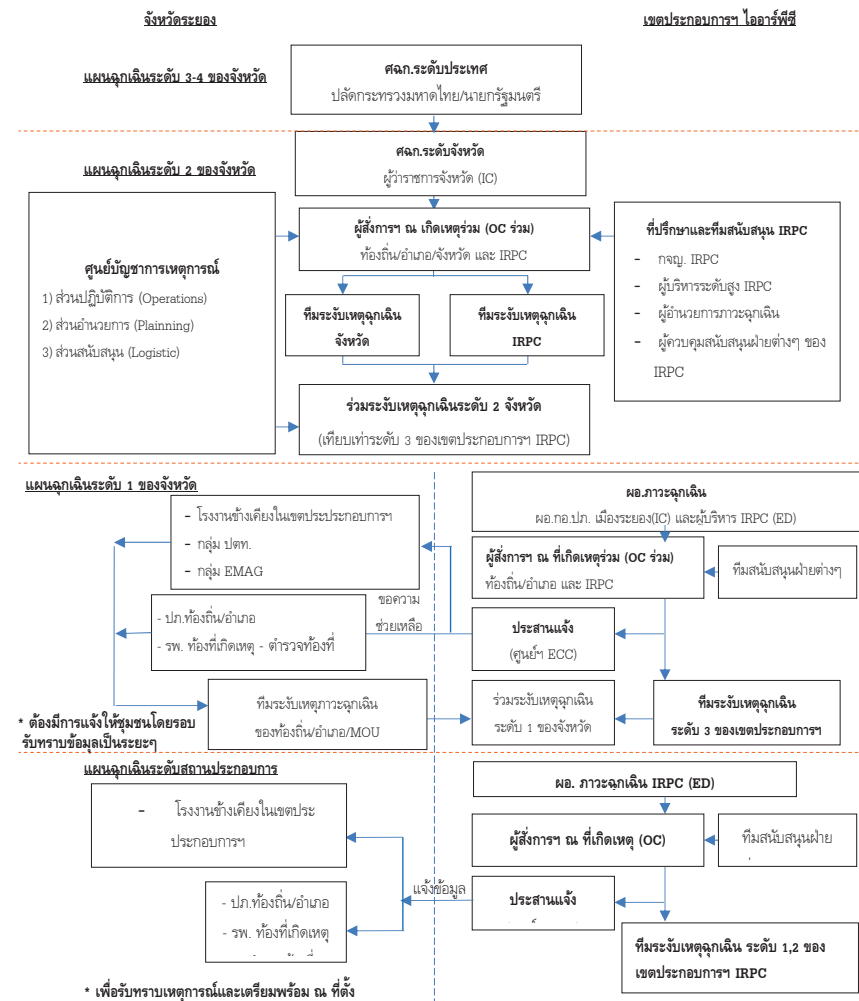 จังหวัดระยอง
เขตประกอบการฯ ไออาร์พีซี
แผนฉุกเฉินระดับ 3-4 ของจังหวัด
ศฉก.ระดับประเทศ
ปลัดกระทรวงมหาดไทย/นายกรัฐมนตรี
แผนฉุกเฉินระดับ 2 ของจังหวัด
ศฉก.ระดับจังหวัด
ผู้ว่าราชการจังหวัด (IC)
ศูนย์บัญชาการเหตุการณ์
1) ส่วนปฏิบัติการ (Operations)
2) ส่วนอำนวยการ (Plainning)
3) ส่วนสนับสนุน (Logistic)
ผู้สั่งการฯ ณ เกิดเหตุร่วม (OC ร่วม)
ท้องถิ่น/อำเภอ/จังหวัด และ IRPC
ที่ปรึกษาและทีมสนับสนุน IRPC
- กจญ. IRPC
- ผู้บริหารระดับสูง IRPC
- ผู้อำนวยการภาวะฉุกเฉิน
- ผู้ควบคุมสนับสนุนฝ่ายต่างๆ ของ
IRPC
ทีมระงับเหตุฉุกเฉิน
จังหวัด
ทีมระงับเหตุฉุกเฉิน
IRPC
ร่วมระงับเหตุฉุกเฉินระดับ 2 จังหวัด
(เทียบเท่าระดับ 3 ของเขตประกอบการฯ IRPC)
แผนฉุกเฉินระดับ 1 ของจังหวัด
ผอ.ภาวะฉุกเฉิน
ผอ.กอ.ปภ. เมืองระยอง(IC) และผู้บริหาร IRPC (ED)
- โรงงานข้างเคียงในเขตประประกอบการฯ
- กลุ่ม ปตท.
- กลุ่ม EMAG
ผู้สั่งการฯ ณ ที่เกิดเหตุร่วม (OC ร่วม)
ท้องถิ่น/อำเภอ และ IRPC
ทีมสนับสนุนฝ่ายต่างๆ
- ปภ.ท้องถิ่น/อำเภอ
- รพ. ท้องที่เกิดเหตุ - ตำรวจท้องที่
ขอความ
ช่วยเหลือ
ประสานแจ้ง
(ศูนย์ฯ ECC)
ทีมระงับเหตุภาวะฉุกเฉิน
ของท้องถิ่น/อำเภอ/MOU
ร่วมระงับเหตุฉุกเฉิน
ระดับ 1 ของจังหวัด
ทีมระงับเหตุฉุกเฉิน
ระดับ 3 ของเขตประกอบการฯ
* ต้องมีการแจ้งให้ชุมชนโดยรอบ
รับทราบข้อมูลเป็นระยะๆ
แผนฉุกเฉินระดับสถานประกอบการ
ผอ. ภาวะฉุกเฉิน IRPC (ED)
- โรงงานข้างเคียงในเขตประ
ประกอบการฯ
ผู้สั่งการฯ ณ ที่เกิดเหตุ (OC)
ทีมสนับสนุนฝ่าย
- ปภ.ท้องถิ่น/อำเภอ
- รพ. ท้องที่เกิดเหตุ
แจ้งข้อมูล
ประสานแจ้ง
ทีมระงับเหตุฉุกเฉิน ระดับ 1,2 ของ
เขตประกอบการฯ IRPC
* เพื่อรับทราบเหตุการณ์และเตรียมพร้อม ณ ที่ตั้ง